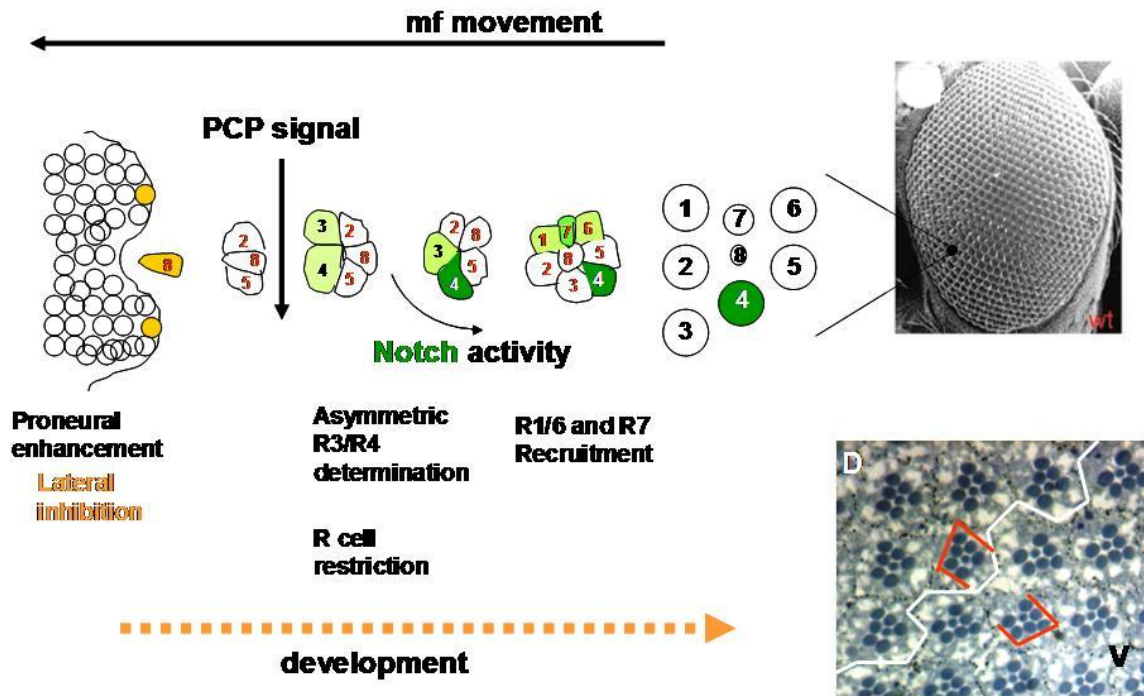 mf movement
PCP signal
8
2
8
5
3
2
4
8
5
2
8
3
5
4
1
7
6
8
5
2
4
3
1
7
6
2
8
5
4
3
wt
Notch activity
Proneural
enhancement
Lateral
inhibition
Asymmetric
R3/R4
determination
R cell
restriction
R1/6 and R7
Recruitment
D
V
development